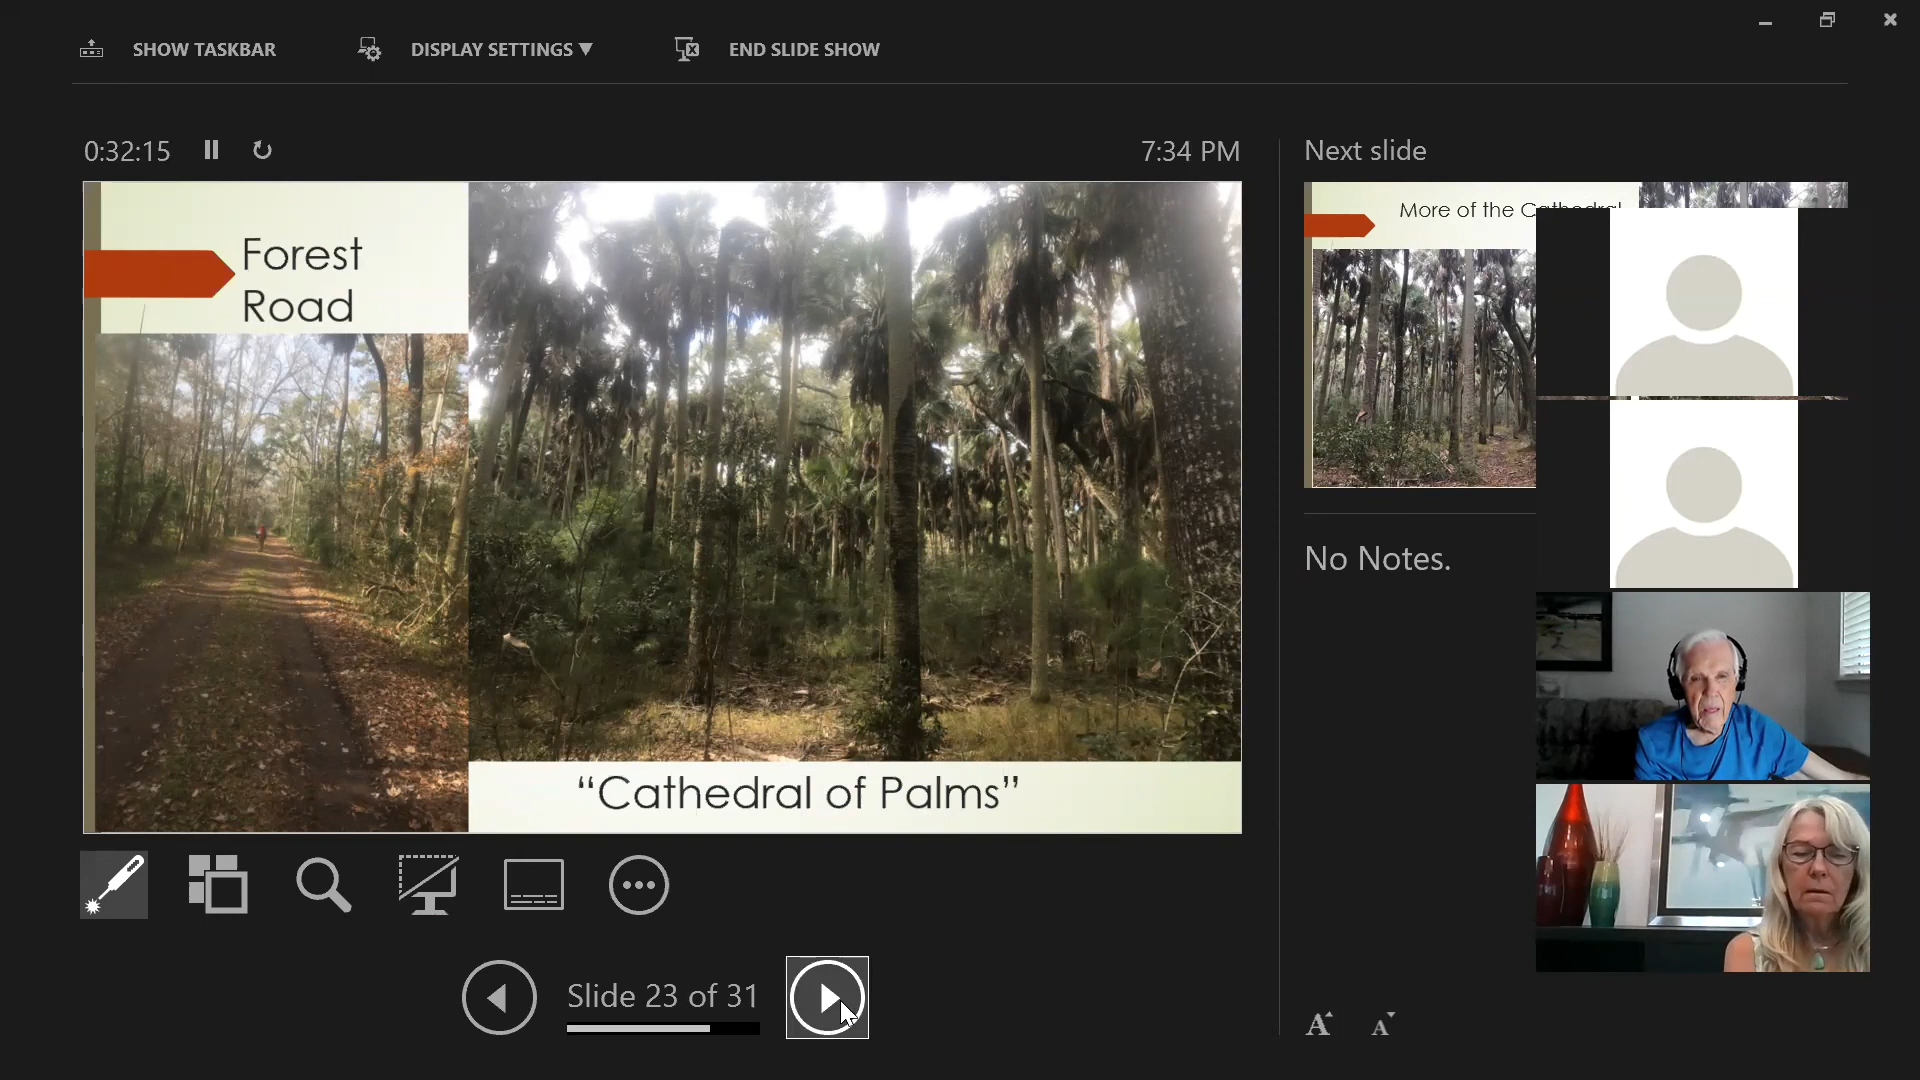 SHOW TASKBAR
DISPLAY SETTINGS ▼
END SLIDE SHOW
0:32:15
7:34 PM
Next slide
Forest
Road
“Cathedral of Palms”
More of the Cathedral
No Notes.
Slide 23 of 31
A A